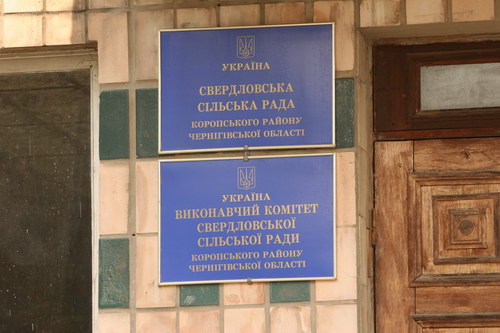 УКРАЇНА
СВЕРДЛОВСЬКА
СІЛЬСЬКА РАДА
КОРОПСЬКОГО РАЙОНУ
ЧЕРНІГІВСЬКОЇ ОБЛАСТІ
УКРАЇНА
ВИКОНАВЧИЙ КОМІТЕТ
СВЕРДЛОВСЬКОЇ
СІЛЬСЬКОЇ РАДИ
КОРОПСЬКОГО РАЙОНУ
ЧЕРНІГІВСЬКОЇ ОБЛАСТІ